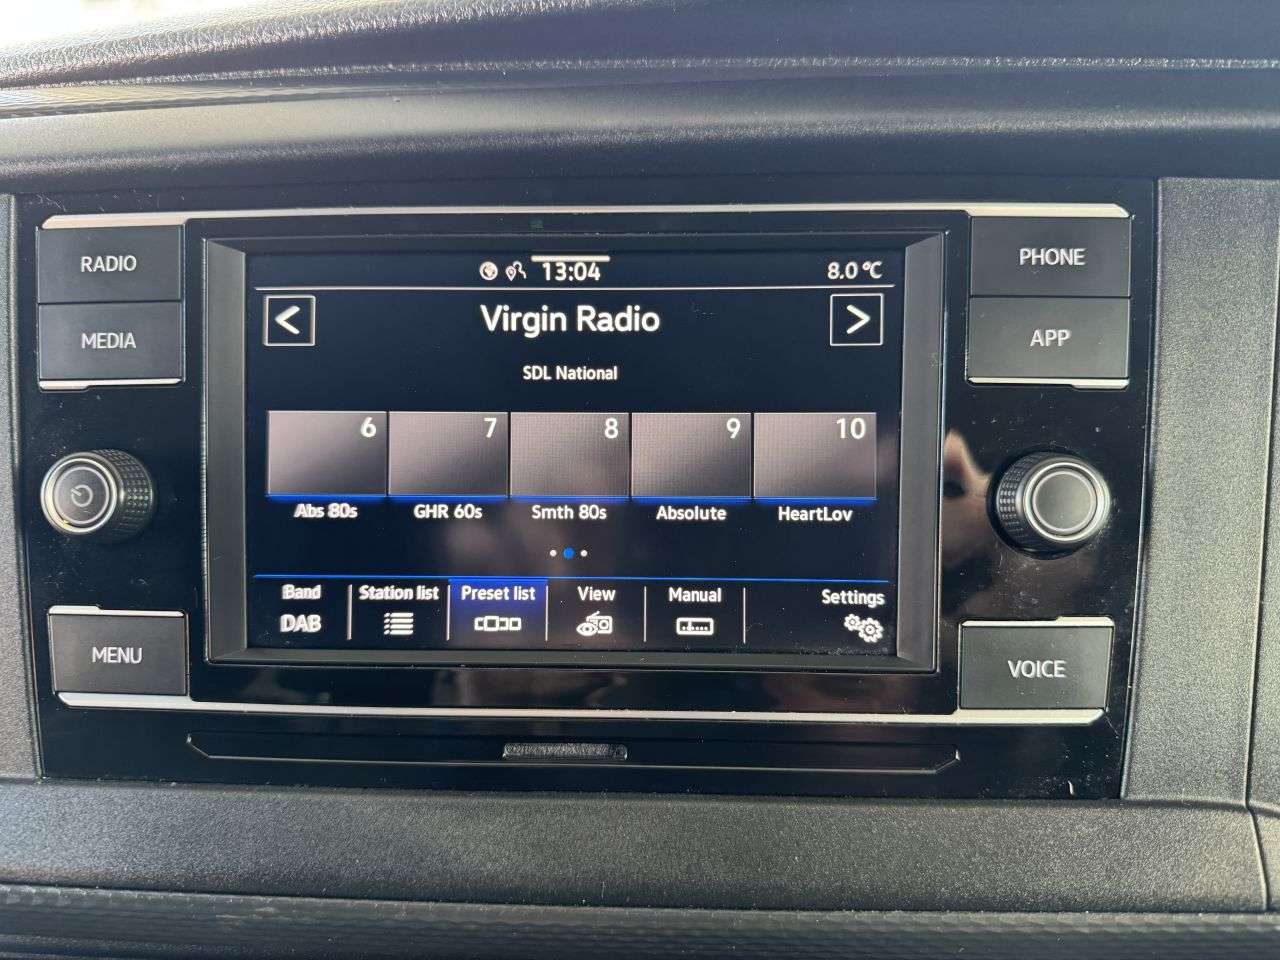 RADIO
MEDIA
MENU
PHONE
APP
VOICE
13:04
8.0 °C
<
Virgin Radio
>
SDL National
6 7 8 9 10
Abs 80s GHR 60s Smth 80s Absolute HeartLov
Band Station list Preset list View Manual Settings
DAB